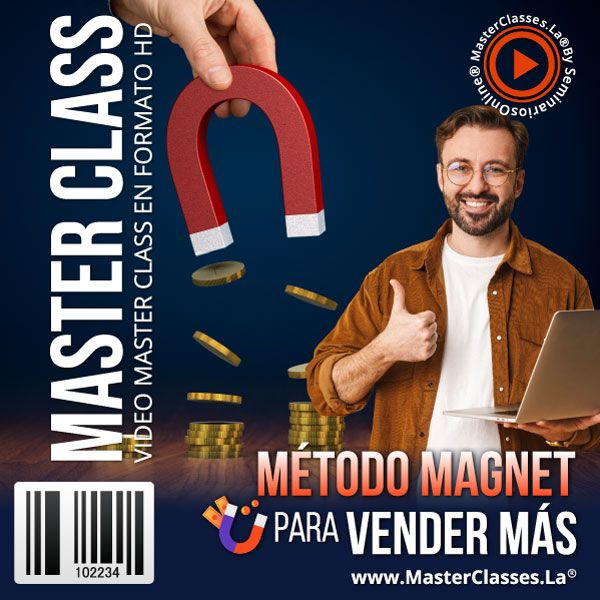 MASTER CLASS
VIDEO MASTER CLASS EN FORMATO HD
MasterClasses.La®By SeminariosOnline®
MÉTODO MAGNET
PARA VENDER MÁS
102234
www.MasterClasses.La®